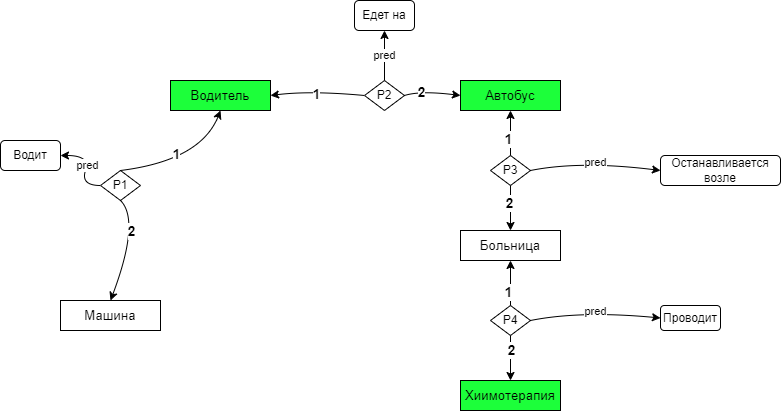 Едет на
pred
Водитель
1
P2
2
Автобус
Водит
pred
P1
1
1
P3
pred
Останавливается
возле
2
2
Больница
Машина
1
P4
pred
Проводит
2
Хиимотерапия